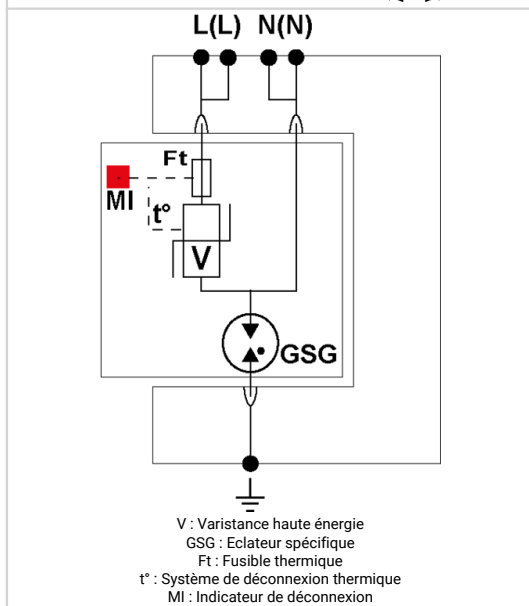 L(L) N(N)
Ft
MI
t°
V
GSG
V : Varistance haute énergie
GSG : Eclateur spécifique
Ft : Fusible thermique
t° : Système de déconnexion thermique
MI : Indicateur de déconnexion